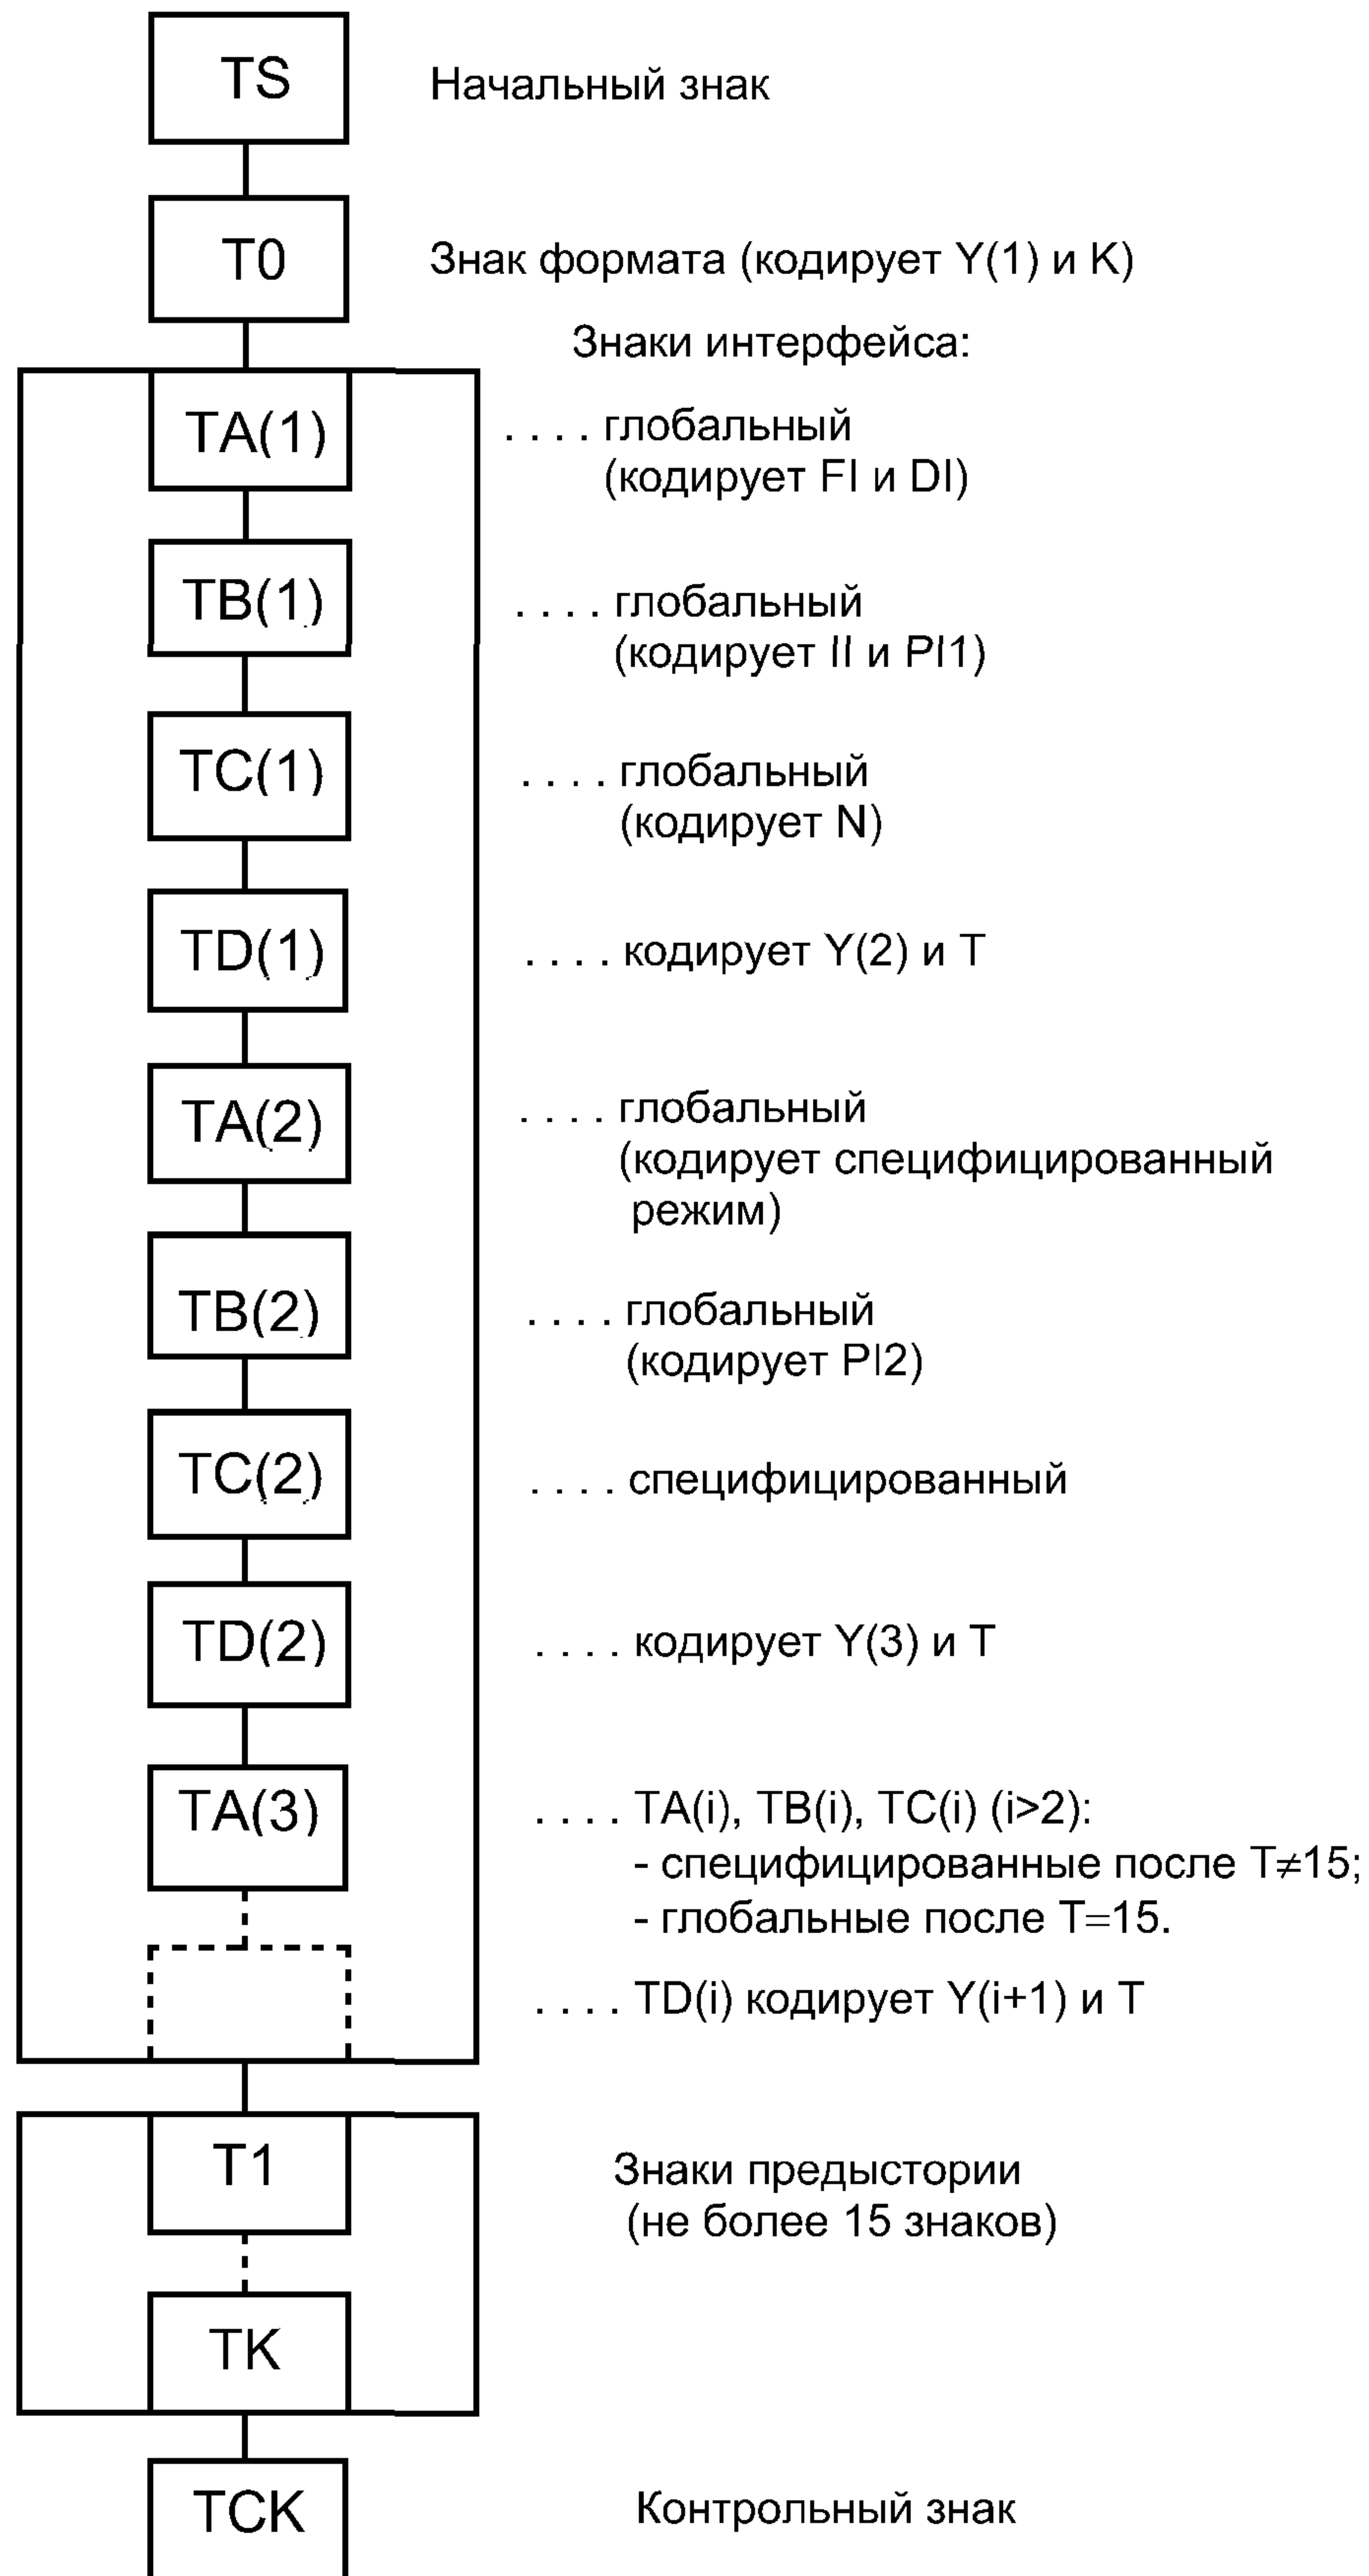 TS Начальный знак
T0 Знак формата (кодирует Y(1) и K)
Знаки интерфейса:
TA(1) . . . . глобальный
(кодирует FI и DI)
TB(1) . . . . глобальный
(кодирует II и PI1)
TC(1) . . . . глобальный
(кодирует N)
TD(1) . . . . кодирует Y(2) и T
TA(2) . . . . глобальный
(кодирует специфицированный
режим)
TB(2) . . . . глобальный
(кодирует PI2)
TC(2) . . . . специфицированный
TD(2) . . . . кодирует Y(3) и T
TA(3) . . . . TA(i), TB(i), TC(i) (i>2):
- специфицированные после T≠15;
- глобальные после T=15.
. . . . TD(i) кодирует Y(i+1) и T
T1 Знаки предыстории
(не более 15 знаков)
TK
TCK Контрольный знак